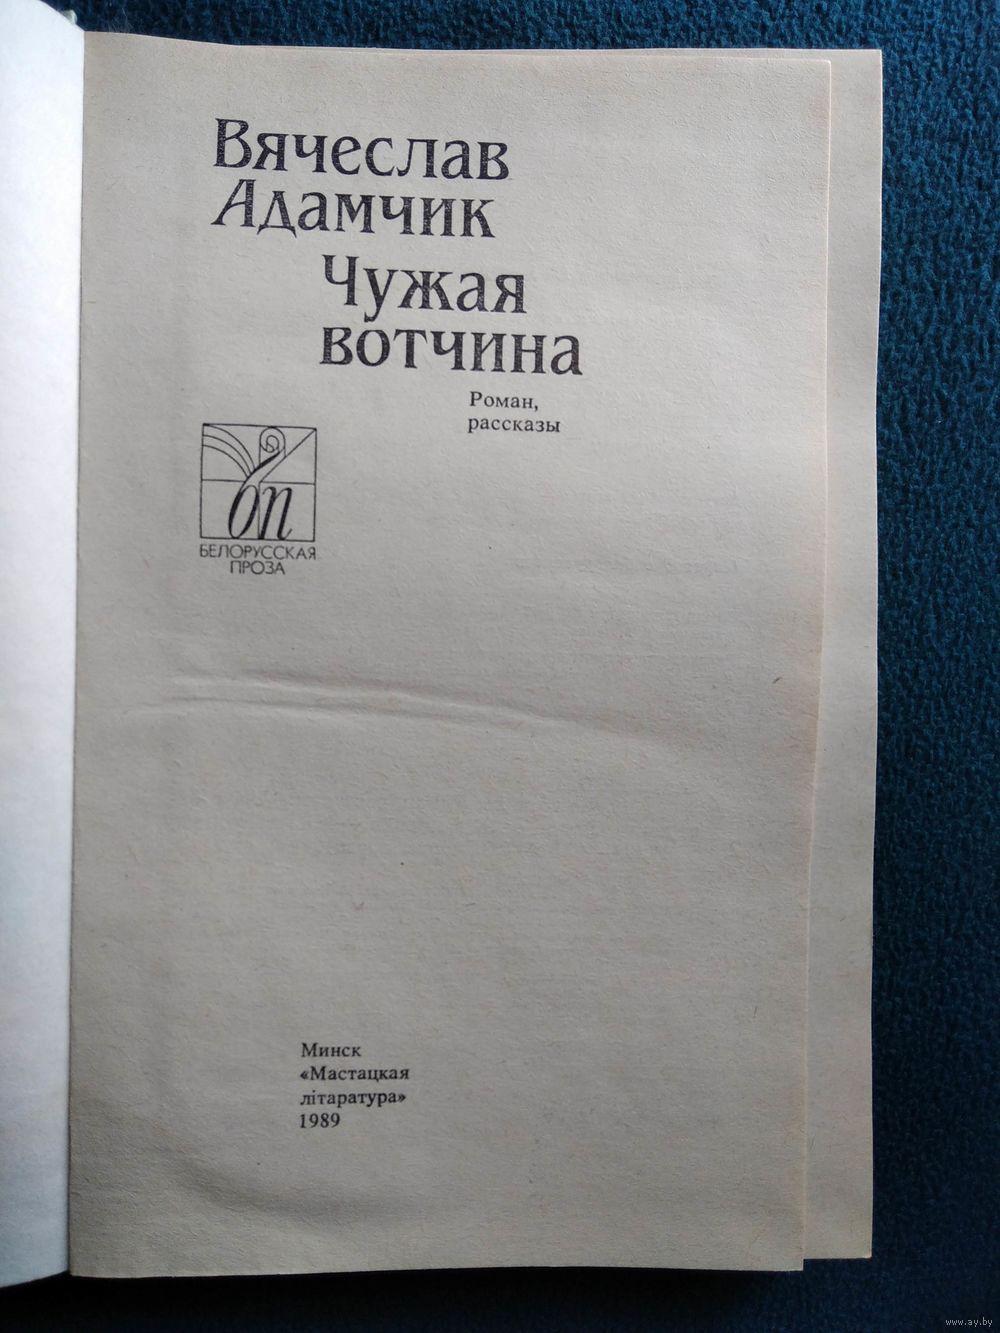 Вячеслав
Адамчик
Чужая
вотчина
Роман,
рассказы
бп
БЕЛОРУССКАЯ
ПРОЗА
Минск
«Мастацкая
літаратура»
1989
www.ay.by